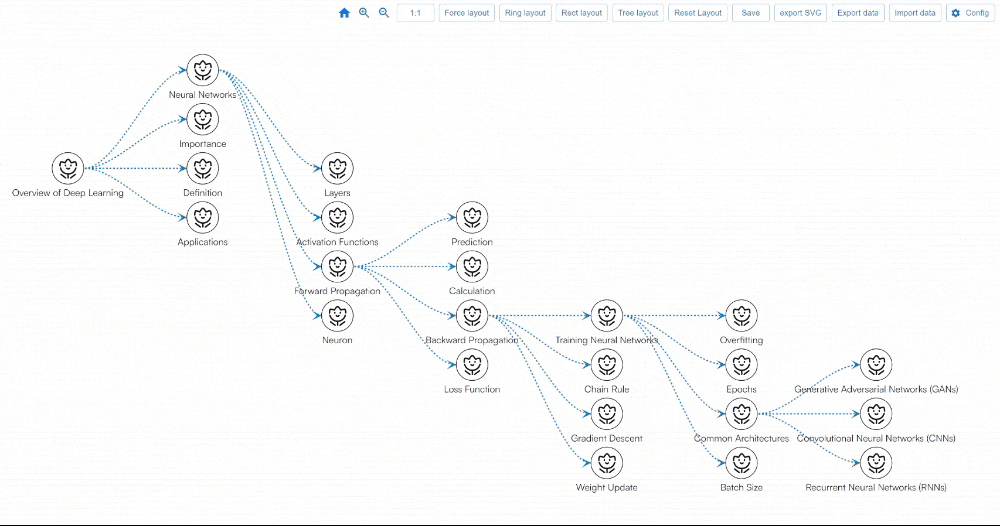 1:1
Force layout
Ring layout
Rect layout
Tree layout
Reset Layout
Save
export SVG
Export data
Import data
Config
Neural Networks
Importance
Overview of Deep Learning
Definition
Layers
Applications
Activation Functions
Prediction
Forward Propagation
Calculation
Neuron
Backward Propagation
Training Neural Networks
Overfitting
Loss Function
Chain Rule
Epochs
Generative Adversarial Networks (GANs)
Gradient Descent
Common Architectures
Convolutional Neural Networks (CNNs)
Weight Update
Batch Size
Recurrent Neural Networks (RNNs)